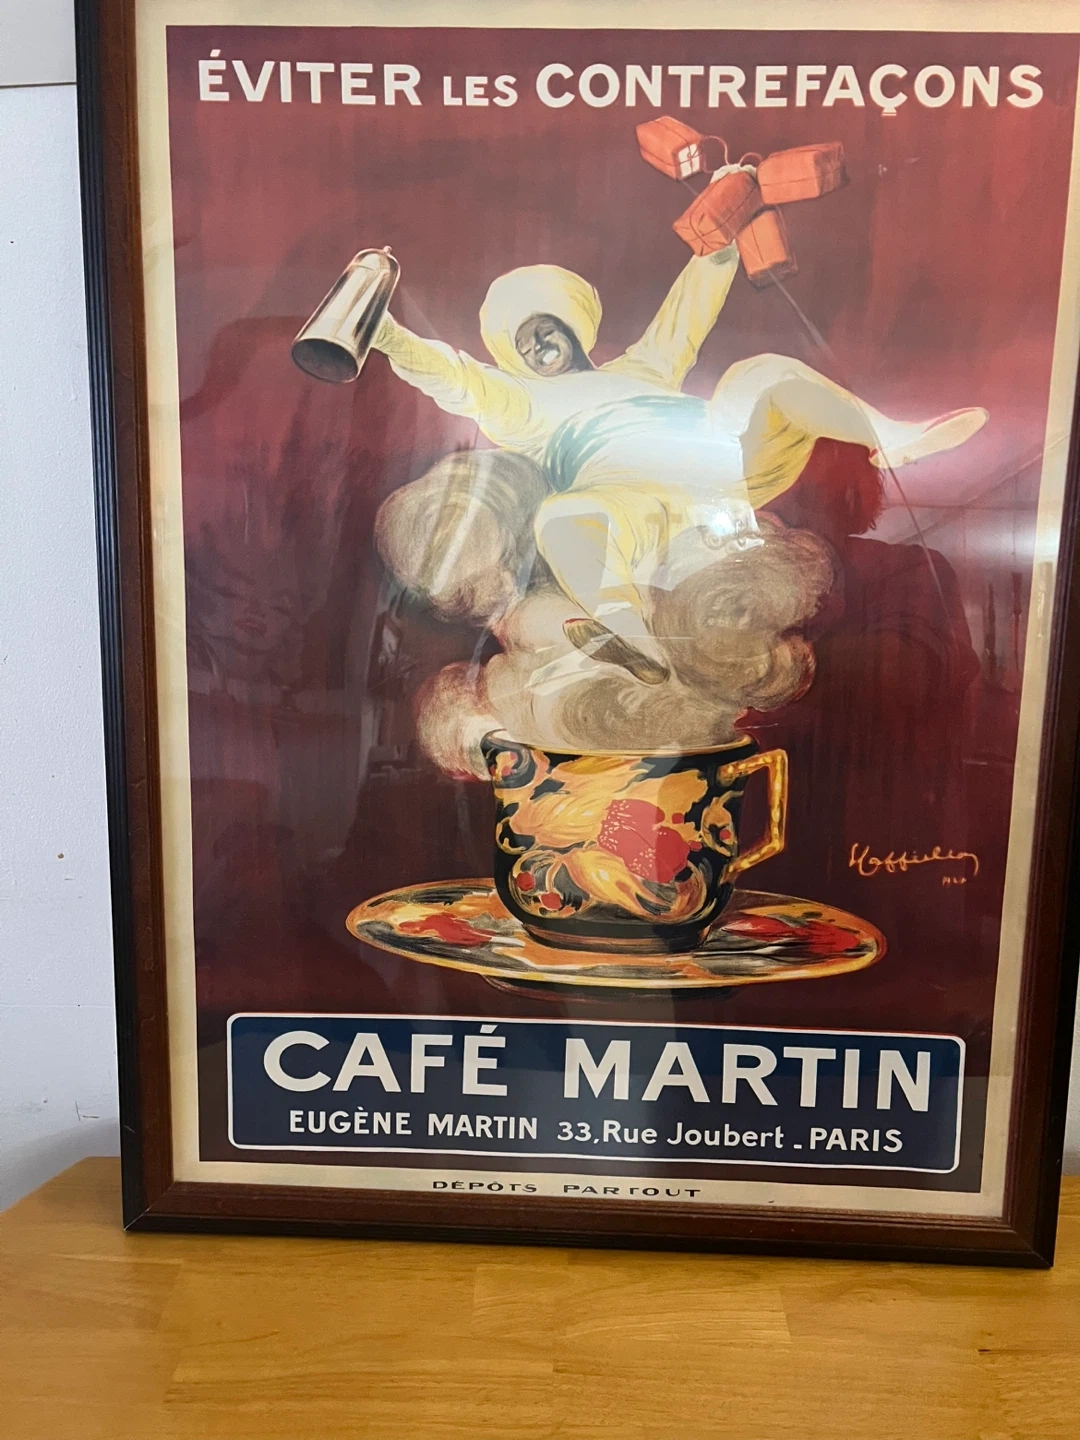 ÉVITER LES CONTREFAÇONS
CAFÉ MARTIN
EUGÈNE MARTIN 33,Rue Joubert - PARIS
DÉPÔTS PARTOUT